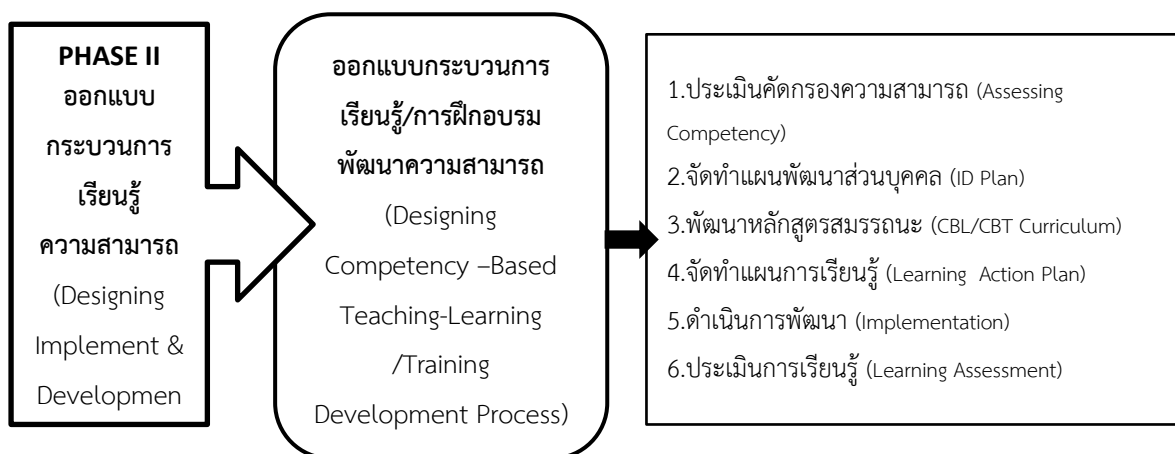 PHASE II
ออกแบบ
กระบวนการ
เรียนรู้
ความสามารถ
(Designing
Implement &
Developmen
ออกแบบกระบวนการ
เรียนรู้/การฝึกอบรม
พัฒนาความสามารถ
(Designing
Competency –Based
Teaching-Learning
/Training
Development Process)
1.ประเมินคัดกรองความสามารถ (Assessing
Competency)
2.จัดทำแผนพัฒนาส่วนบุคคล (ID Plan)
3.พัฒนาหลักสูตรสมรรถนะ (CBL/CBT Curriculum)
4.จัดทำแผนการเรียนรู้ (Learning Action Plan)
5.ดำเนินการพัฒนา (Implementation)
6.ประเมินการเรียนรู้ (Learning Assessment)